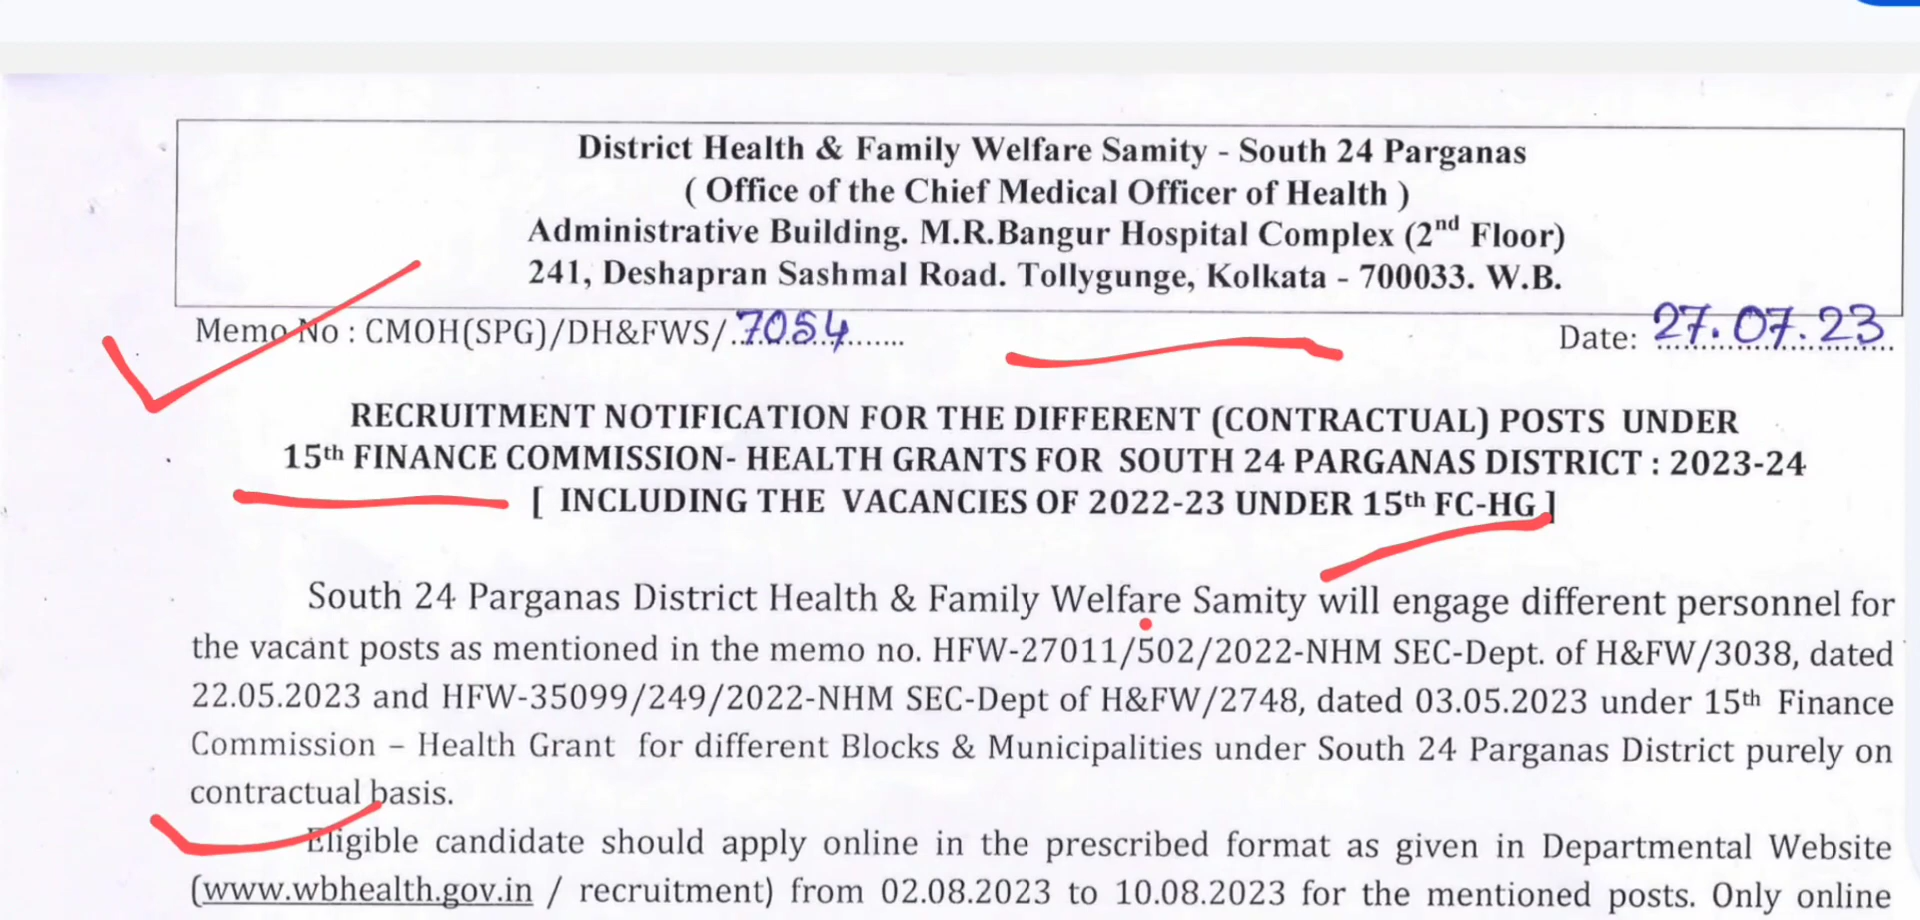 District Health & Family Welfare Samity - South 24 Parganas
( Office of the Chief Medical Officer of Health )
Administrative Building. M.R.Bangur Hospital Complex (2nd Floor)
241, Deshapran Sashmal Road. Tollygunge, Kolkata - 700033. W.B.
Memo No : CMOH(SPG)/DH&FWS/.7054....... Date: 27.07.23
RECRUITMENT NOTIFICATION FOR THE DIFFERENT (CONTRACTUAL) POSTS UNDER
15th FINANCE COMMISSION- HEALTH GRANTS FOR SOUTH 24 PARGANAS DISTRICT : 2023-24
[ INCLUDING THE VACANCIES OF 2022-23 UNDER 15th FC-HG ]
South 24 Parganas District Health & Family Welfare Samity will engage different personnel for
the vacant posts as mentioned in the memo no. HFW-27011/502/2022-NHM SEC-Dept. of H&FW/3038, dated
22.05.2023 and HFW-35099/249/2022-NHM SEC-Dept of H&FW/2748, dated 03.05.2023 under 15th Finance
Commission – Health Grant for different Blocks & Municipalities under South 24 Parganas District purely on
contractual basis.
Eligible candidate should apply online in the prescribed format as given in Departmental Website
(www.wbhealth.gov.in / recruitment) from 02.08.2023 to 10.08.2023 for the mentioned posts. Only online